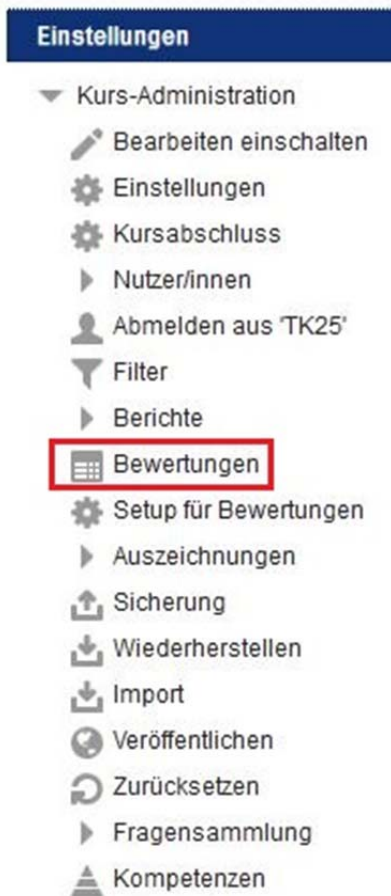 Einstellungen
Kurs-Administration
Bearbeiten einschalten
Einstellungen
Kursabschluss
Nutzer/innen
Abmelden aus 'TK25'
Filter
Berichte
Bewertungen
Setup für Bewertungen
Auszeichnungen
Sicherung
Wiederherstellen
Import
Veröffentlichen
Zurücksetzen
Fragensammlung
Kompetenzen